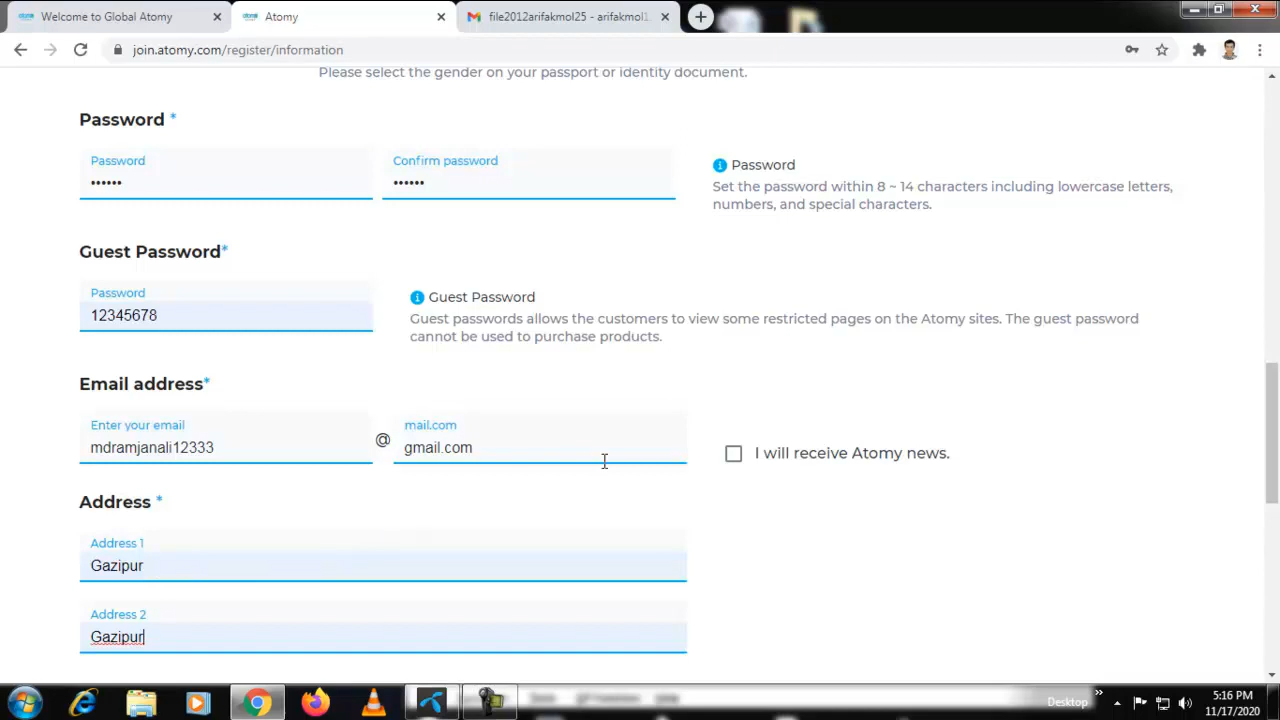 Welcome to Global Atomy
Atomy
file2012arifakmol25 - arifakmol1
join.atomy.com/register/information
Please select the gender on your passport or identity document.
Password *
Password
••••••
Confirm password
••••••
Password
Set the password within 8 ~ 14 characters including lowercase letters,
numbers, and special characters.
Guest Password*
Password
12345678
Guest Password
Guest passwords allows the customers to view some restricted pages on the Atomy sites. The guest password
cannot be used to purchase products.
Email address*
Enter your email
mdramjanali12333
@
mail.com
gmail.com
I will receive Atomy news.
Address *
Address 1
Gazipur
Address 2
Gazipur
Desktop
5:16 PM
11/17/2020